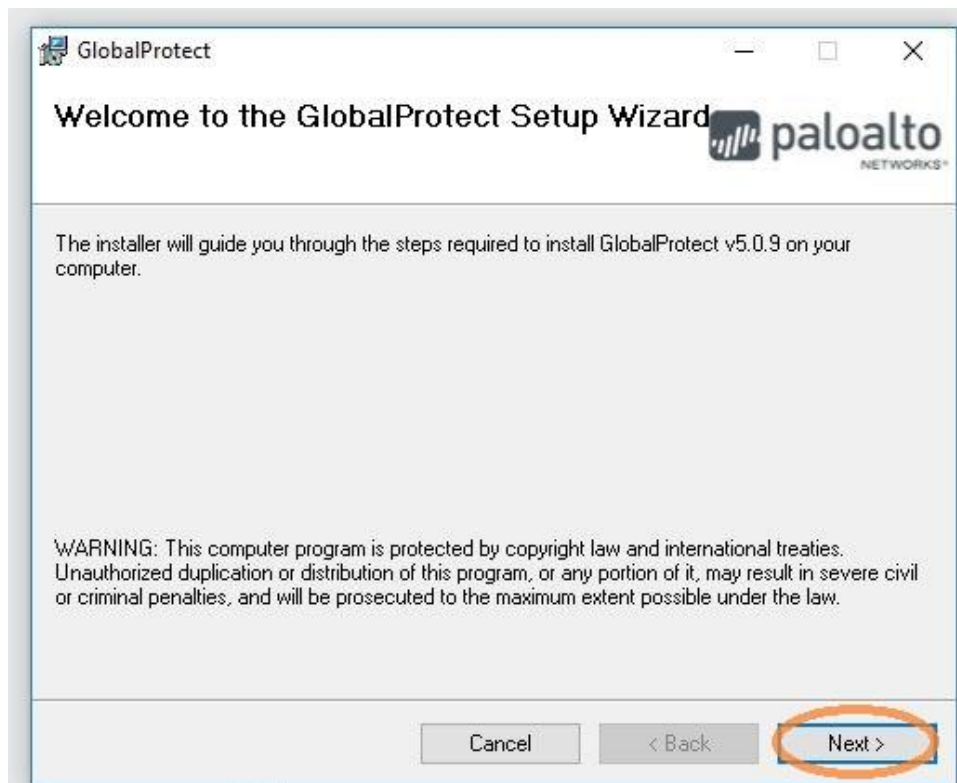 GlobalProtect
Welcome to the GlobalProtect Setup Wizard
paloalto
NETWORKS
The installer will guide you through the steps required to install GlobalProtect v5.0.9 on your
computer.
WARNING: This computer program is protected by copyright law and international treaties.
Unauthorized duplication or distribution of this program, or any portion of it, may result in severe civil
or criminal penalties, and will be prosecuted to the maximum extent possible under the law.
Cancel
< Back
Next >